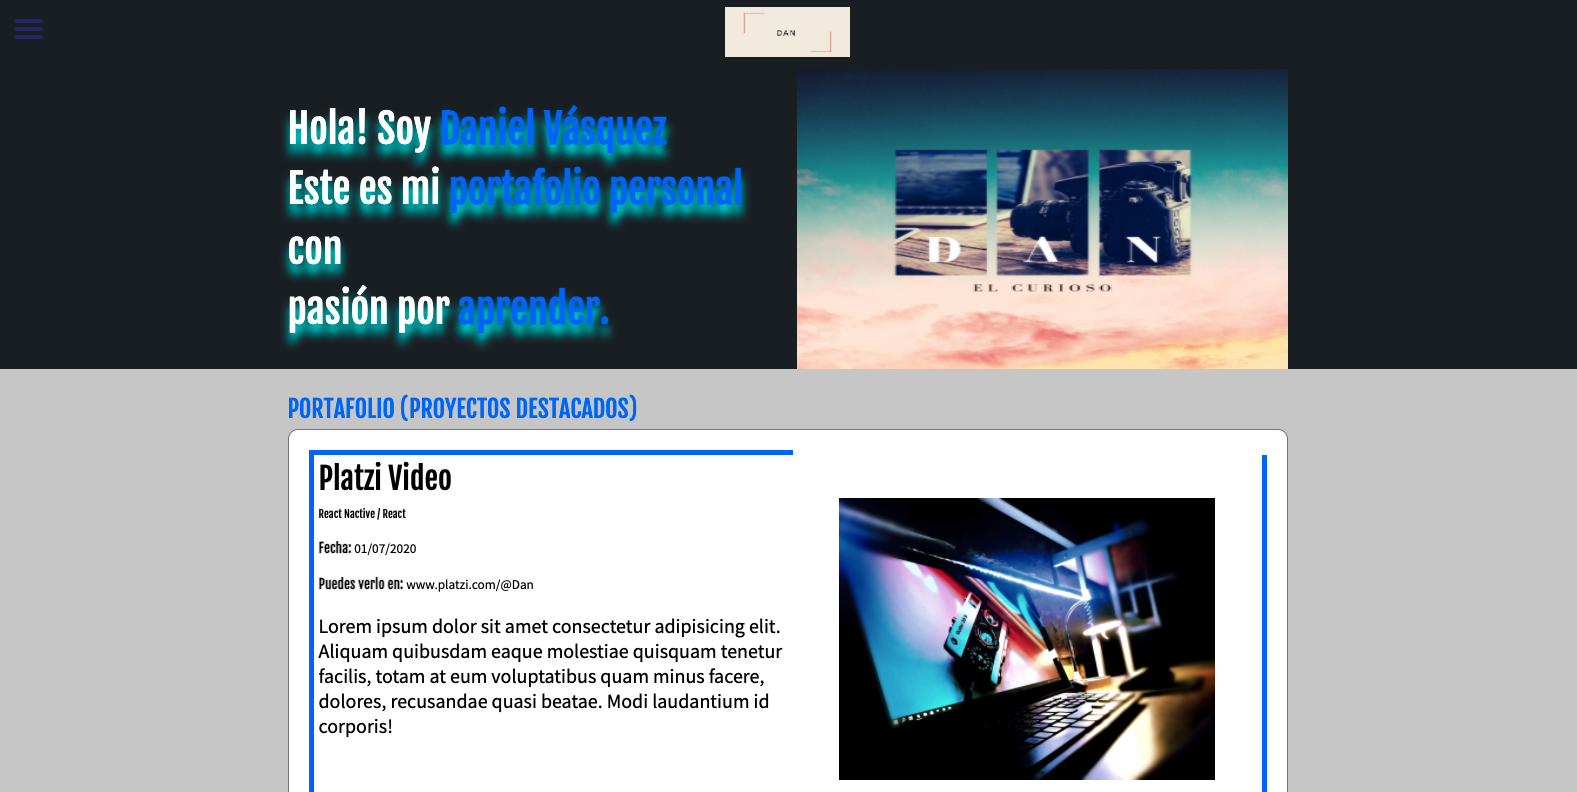 DAN
Hola! Soy Daniel Vásquez
Este es mi portafolio personal
con
pasión por aprender.
D A N
EL CURIOSO
PORTAFOLIO (PROYECTOS DESTACADOS)
Platzi Video
React Nactive / React
Fecha: 01/07/2020
Puedes verlo en: www.platzi.com/@Dan
Lorem ipsum dolor sit amet consectetur adipisicing elit.
Aliquam quibusdam eaque molestiae quisquam tenetur
facilis, totam at eum voluptatibus quam minus facere,
dolores, recusandae quasi beatae. Modi laudantium id
corporis!